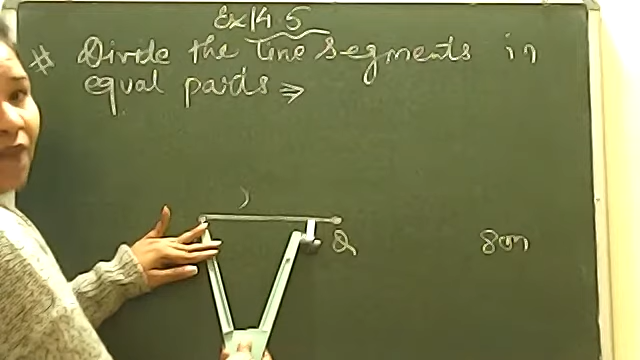 Ex 14.5
# Divide the line segments in
equal parts ⇒
Q
8cm